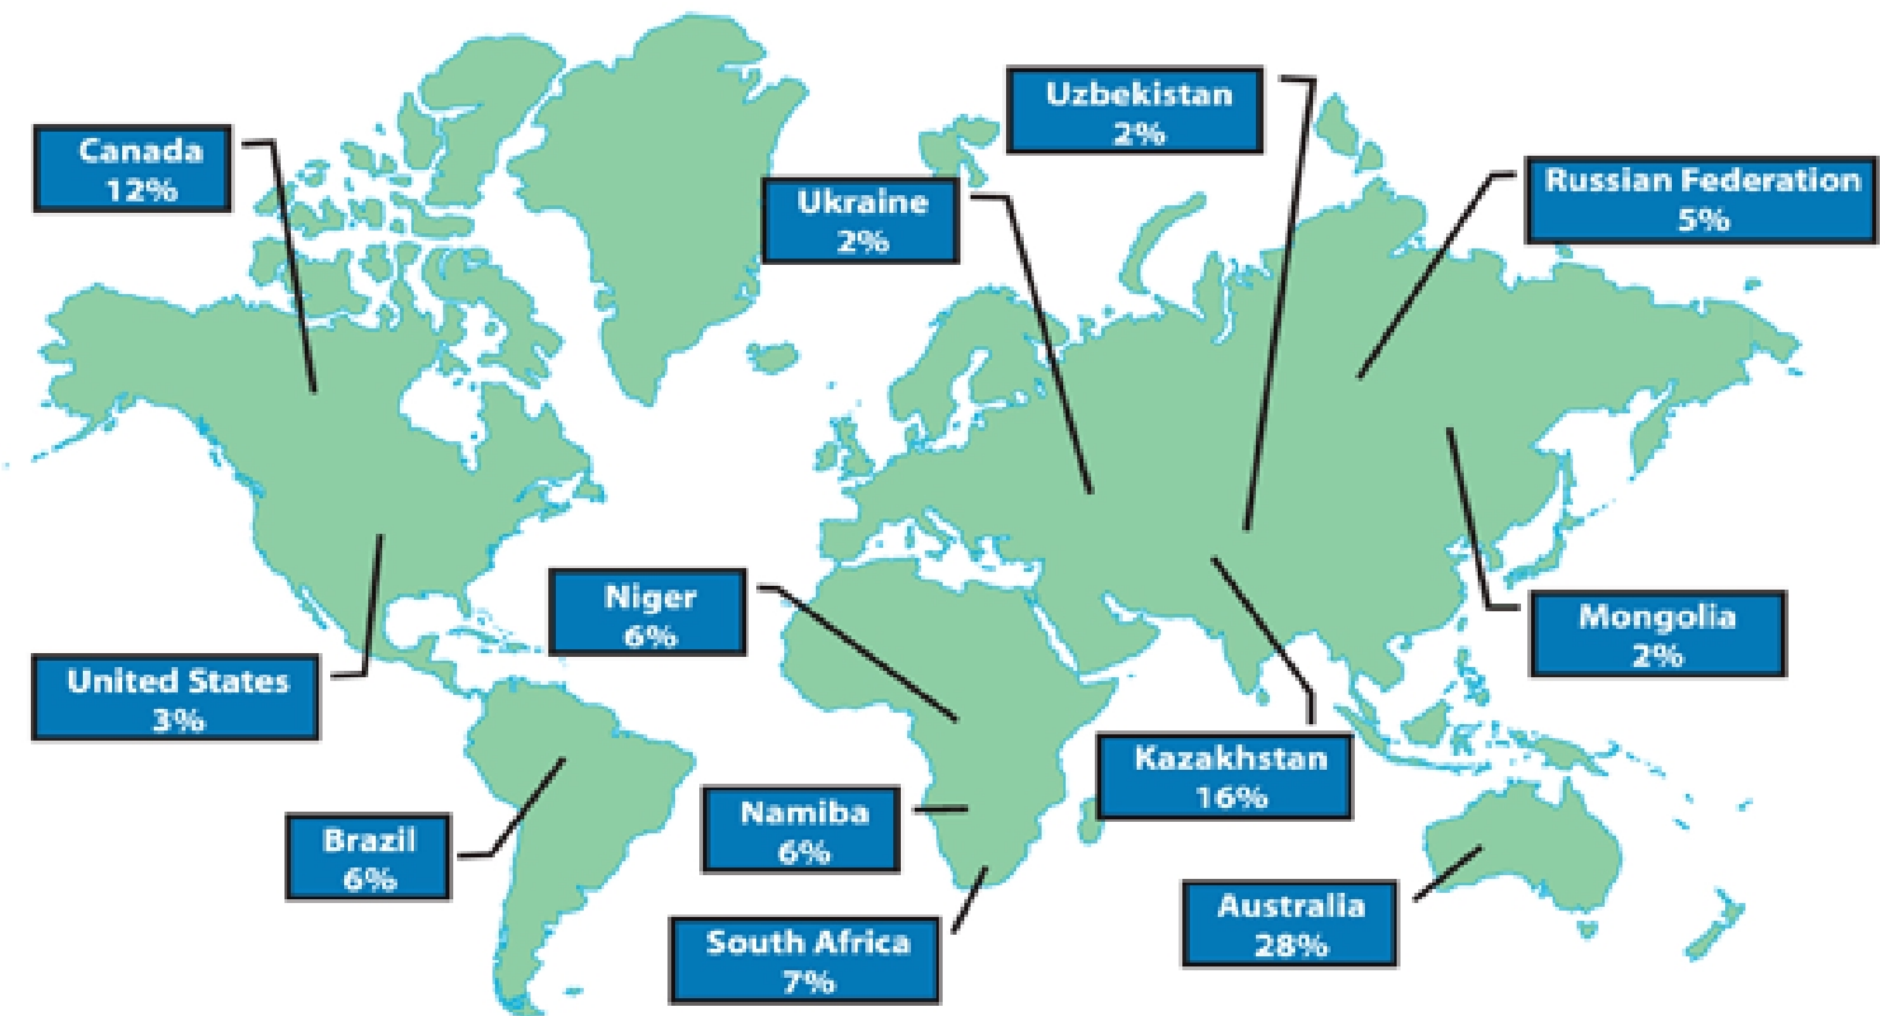 Uzbekistan
2%
Canada
12%
Russian Federation
5%
Ukraine
2%
Niger
6%
Mongolia
2%
United States
3%
Kazakhstan
16%
Namiba
6%
Brazil
6%
Australia
28%
South Africa
7%